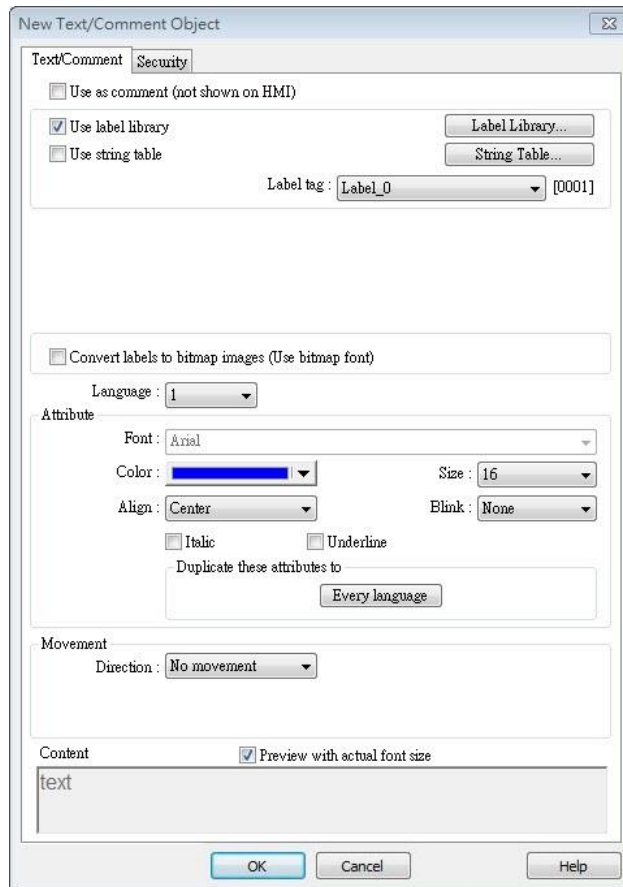 New Text/Comment Object
Text/Comment Security
Use as comment (not shown on HMI)
Use label library Label Library...
Use string table String Table...
Label tag : Label_0 [0001]
Convert labels to bitmap images (Use bitmap font)
Language : 1
Attribute
Font : Arial
Color : Size : 16
Align : Center Blink : None
Italic Underline
Duplicate these attributes to
Every language
Movement
Direction : No movement
Content Preview with actual font size
text
OK Cancel Help